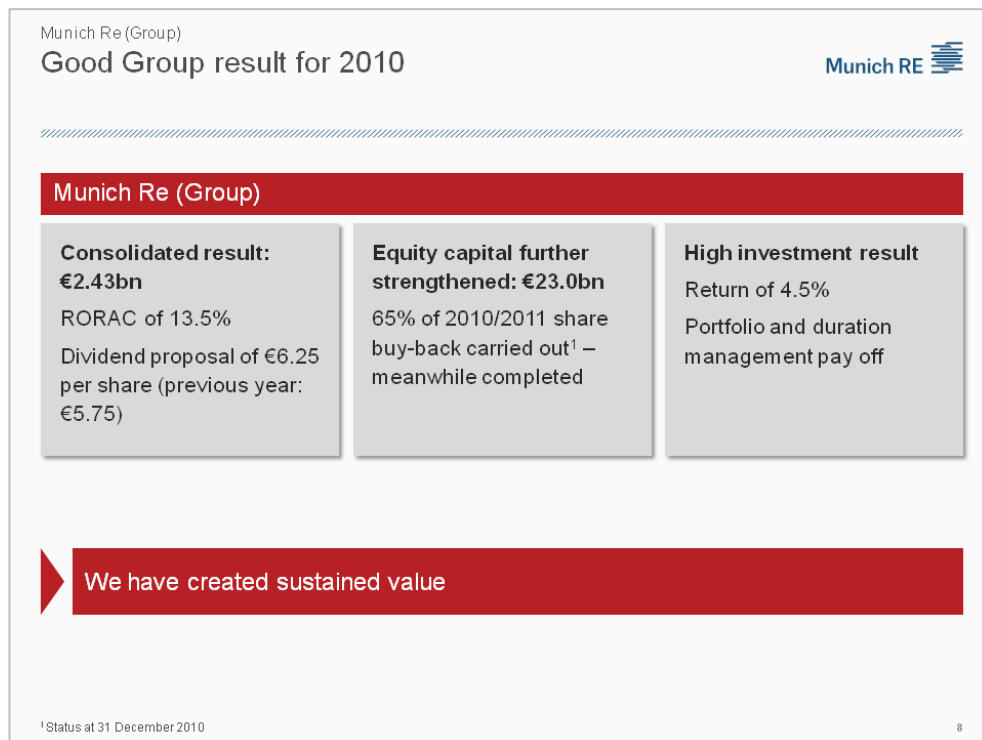 Munich Re (Group)
Good Group result for 2010
Munich RE
Munich Re (Group)
Consolidated result:
€2.43bn
RORAC of 13.5%
Dividend proposal of €6.25
per share (previous year:
€5.75)
Equity capital further
strengthened: €23.0bn
65% of 2010/2011 share
buy-back carried out¹ –
meanwhile completed
High investment result
Return of 4.5%
Portfolio and duration
management pay off
We have created sustained value
¹ Status at 31 December 2010
8